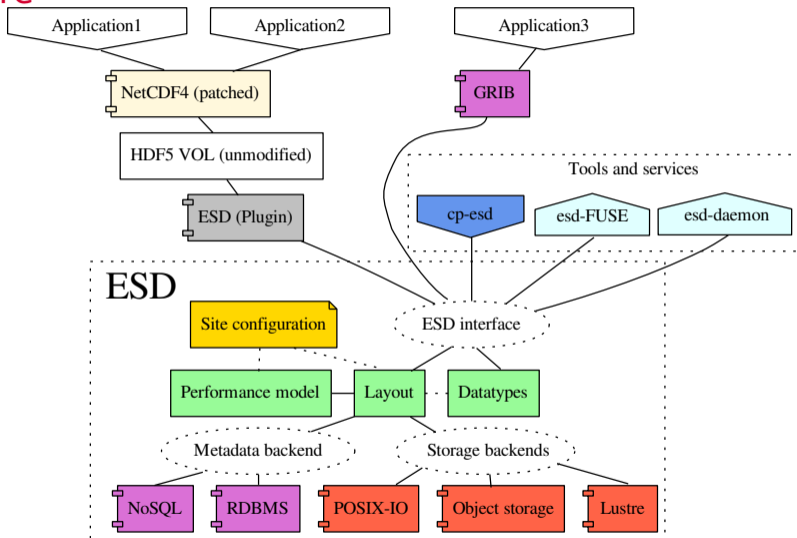 Application1
Application2
Application3
NetCDF4 (patched)
GRIB
HDF5 VOL (unmodified)
Tools and services
ESD (Plugin)
cp-esd
esd-FUSE
esd-daemon
ESD
Site configuration
ESD interface
Performance model
Layout
Datatypes
Metadata backend
Storage backends
NoSQL
RDBMS
POSIX-IO
Object storage
Lustre